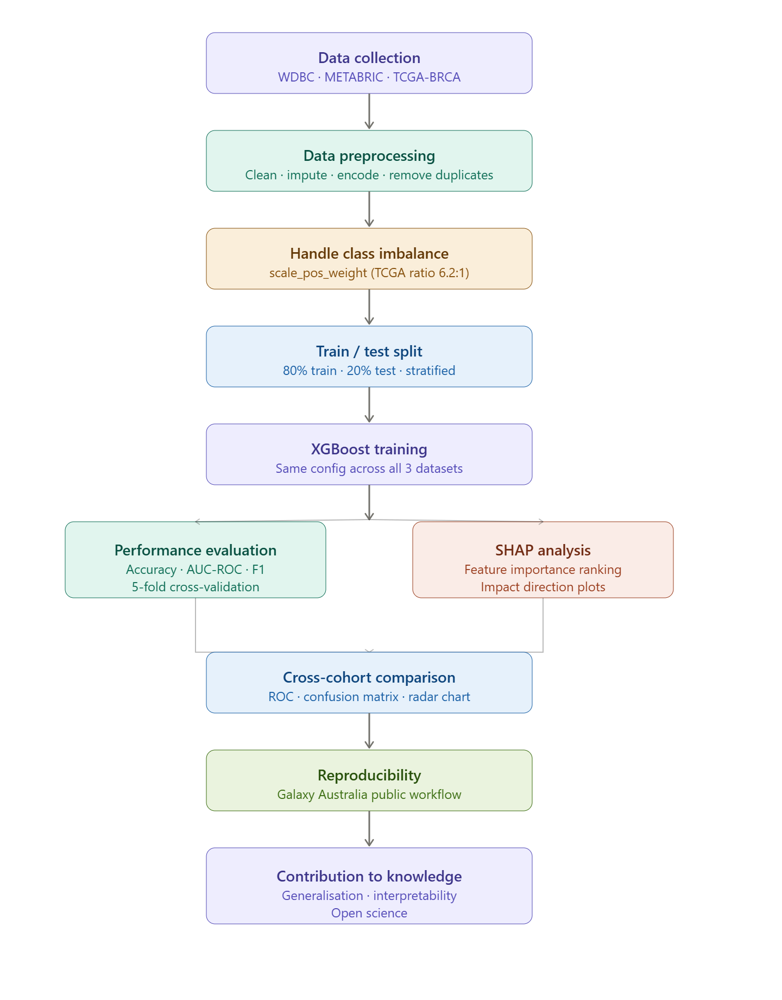 Data collection
WDBC · METABRIC · TCGA-BRCA
Data preprocessing
Clean · impute · encode · remove duplicates
Handle class imbalance
scale_pos_weight (TCGA ratio 6.2:1)
Train / test split
80% train · 20% test · stratified
XGBoost training
Same config across all 3 datasets
Performance evaluation
Accuracy · AUC-ROC · F1
5-fold cross-validation
SHAP analysis
Feature importance ranking
Impact direction plots
Cross-cohort comparison
ROC · confusion matrix · radar chart
Reproducibility
Galaxy Australia public workflow
Contribution to knowledge
Generalisation · interpretability
Open science